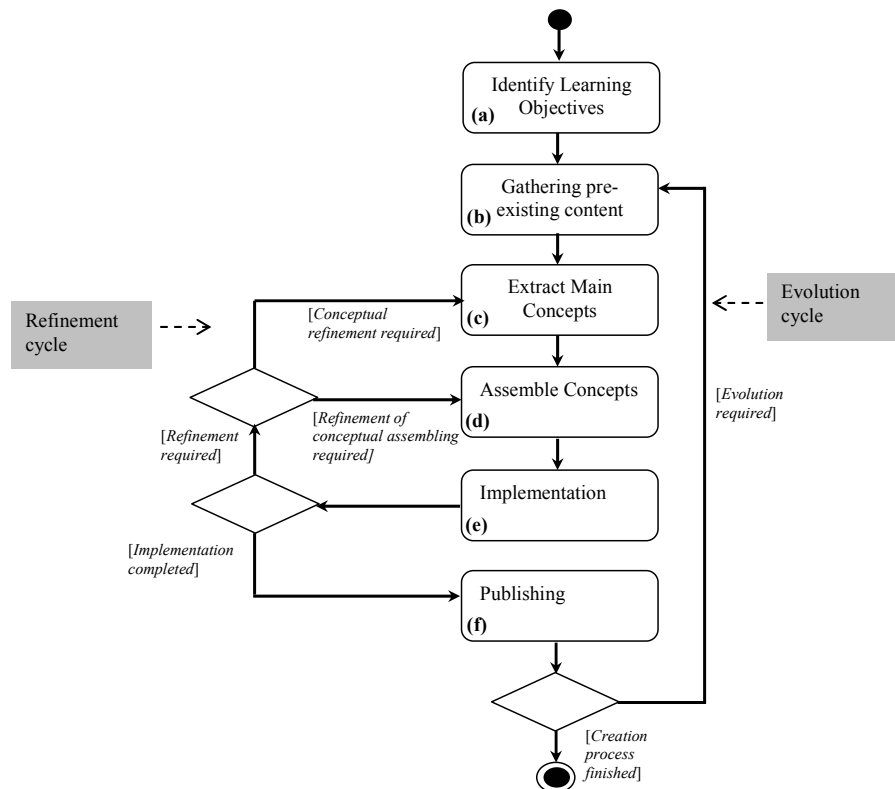 Identify Learning
Objectives
(a)
Gathering pre-
existing content
(b)
Extract Main
Concepts
(c)
[Conceptual
refinement required]
Refinement
cycle
Evolution
cycle
Assemble Concepts
(d)
[Evolution
required]
[Refinement
required]
[Refinement of
conceptual assembling
required]
Implementation
(e)
[Implementation
completed]
Publishing
(f)
[Creation
process
finished]